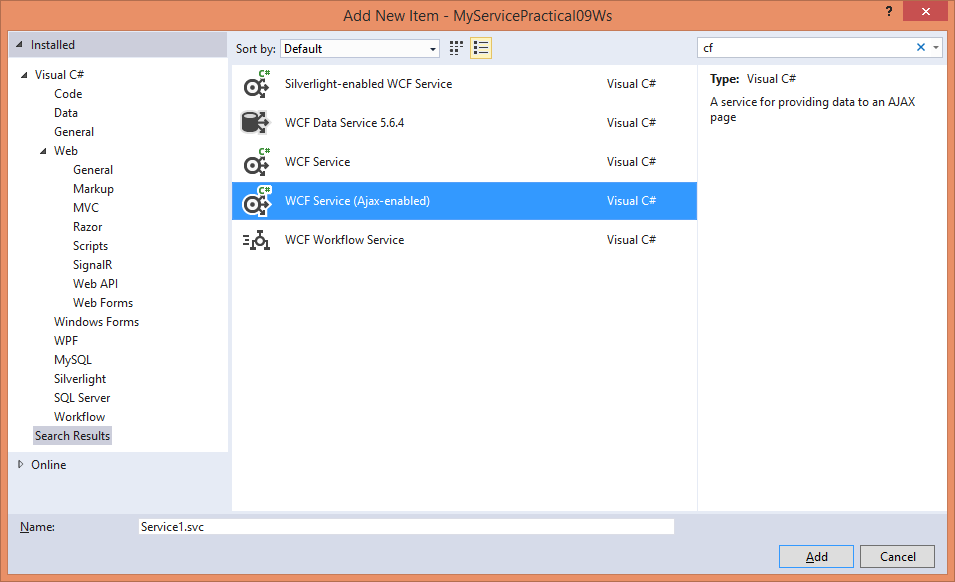 Add New Item - MyServicePractical09Ws
?
Installed
Sort by: Default
cf
Visual C#
Code
Data
General
Web
General
Markup
MVC
Razor
Scripts
SignalR
Web API
Web Forms
Windows Forms
WPF
MySQL
Silverlight
SQL Server
Workflow
Search Results
Online
C# Silverlight-enabled WCF Service Visual C#
WCF Data Service 5.6.4 Visual C#
C# WCF Service Visual C#
C# WCF Service (Ajax-enabled) Visual C#
WCF Workflow Service Visual C#
Type: Visual C#
A service for providing data to an AJAX
page
Name: Service1.svc
Add Cancel